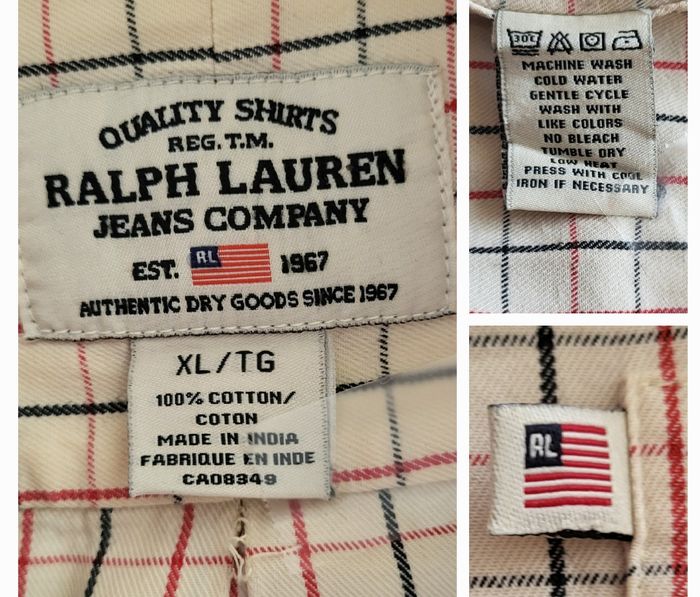 QUALITY SHIRTS
REG. T.M.
RALPH LAUREN
JEANS COMPANY
EST. RL 1967
AUTHENTIC DRY GOODS SINCE 1967
XL/TG
100% COTTON/
COTON
MADE IN INDIA
FABRIQUE EN INDE
CA08349
30°C
MACHINE WASH
COLD WATER
GENTLE CYCLE
WASH WITH
LIKE COLORS
NO BLEACH
TUMBLE DRY
LOW HEAT
PRESS WITH COOL
IRON IF NECESSARY
RL